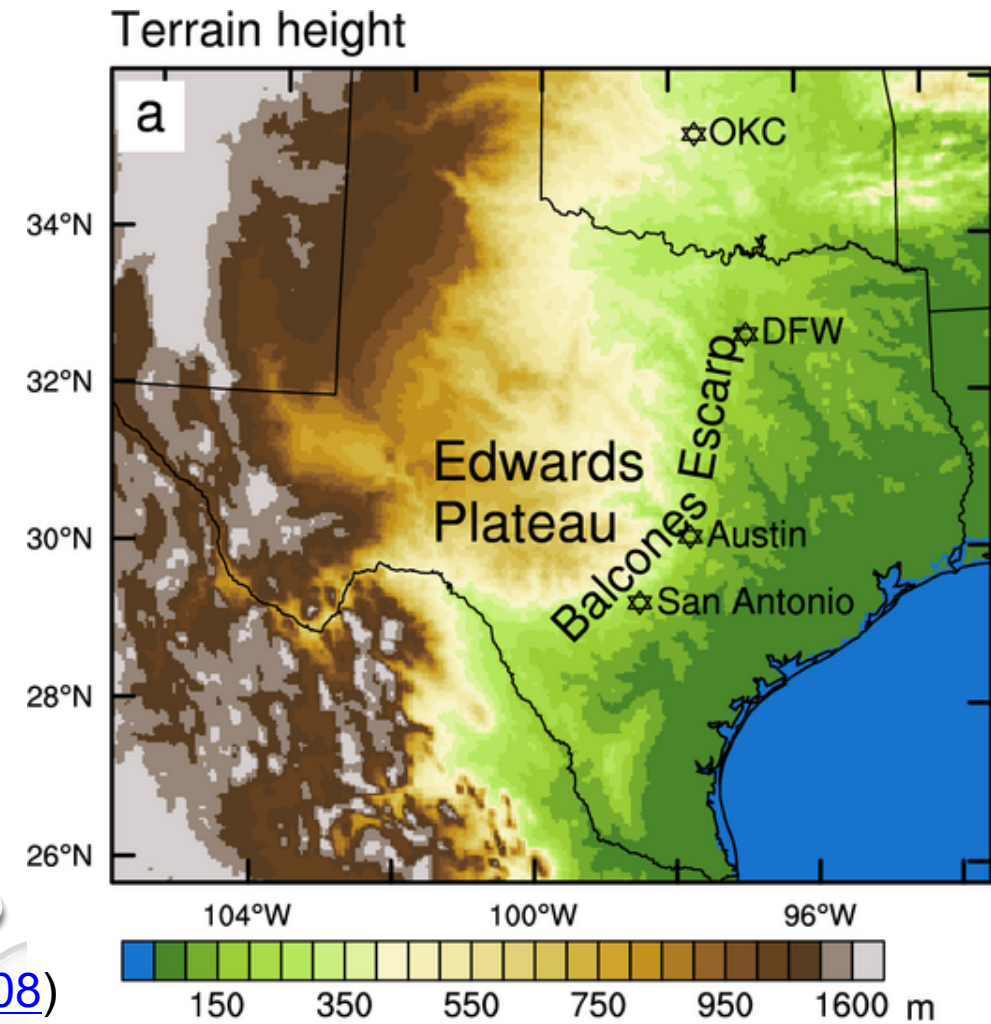 Terrain height
a
OKC
34°N
DFW
32°N
Balcones Escarp
Edwards
Plateau
30°N
Austin
San Antonio
28°N
26°N
104°W 100°W 96°W
150 350 550 750 950 1600 m
08)